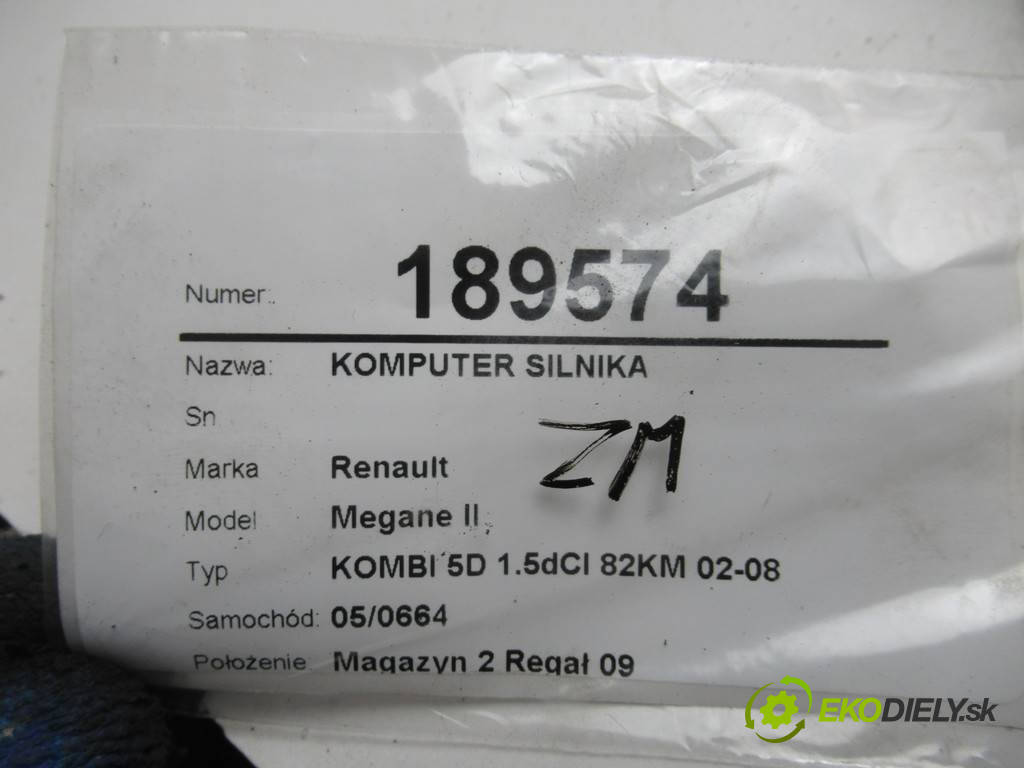 Numer: 189574
Nazwa: KOMPUTER SILNIKA
Sn
ZM
Marka Renault
Model Megane II
Typ KOMBI 5D 1.5dCI 82KM 02-08
Samochód: 05/0664
Położenie Magazyn 2 Regał 09
EKODIELY.sk